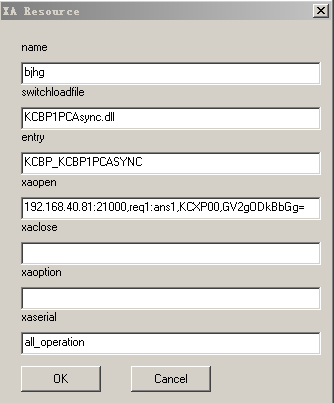 XA Resource
name
bjhg
switchloadfile
KCBP1PCAsync.dll
entry
KCBP_KCBP1PCASYNC
xaopen
192.168.40.81:21000,req1:ans1,KCXP00,GV2gODkBbGg=
xaclose
xaoption
xaserial
all_operation
OK Cancel